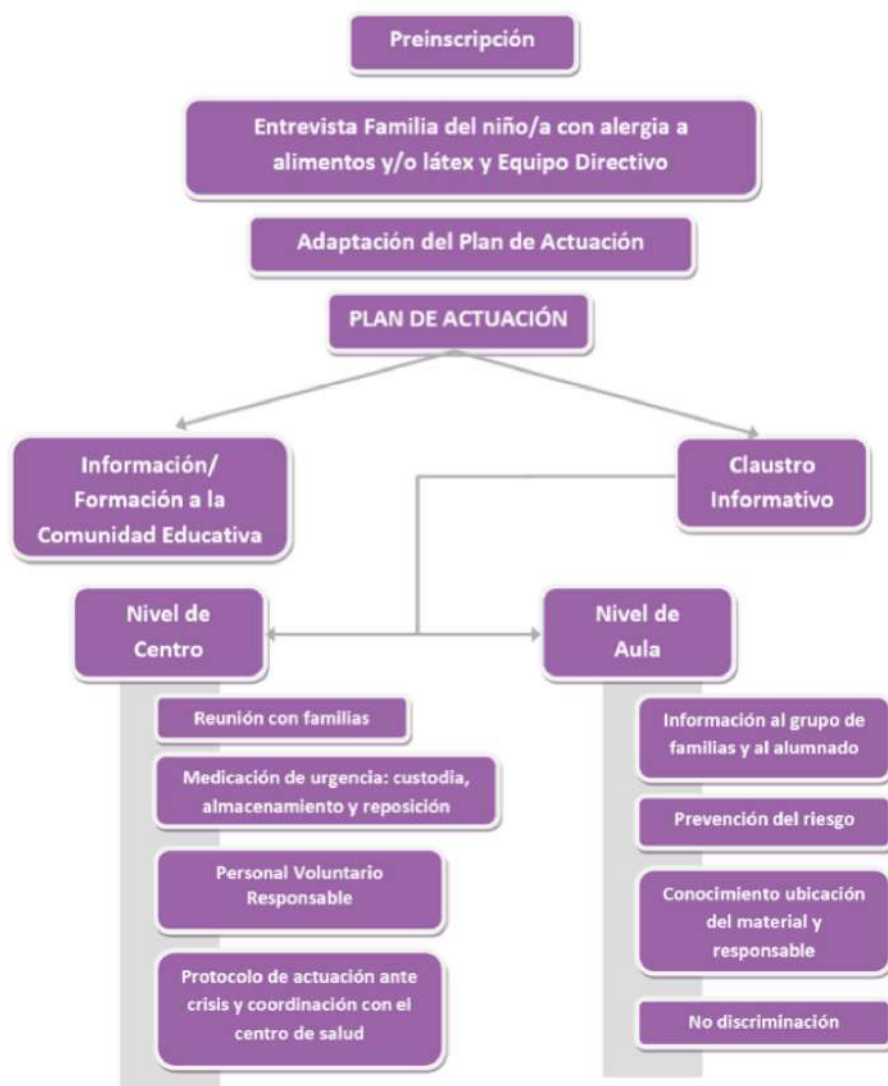 Preinscripción
Entrevista Familia del niño/a con alergia a
alimentos y/o látex y Equipo Directivo
Adaptación del Plan de Actuación
PLAN DE ACTUACIÓN
Información/
Formación a la
Comunidad Educativa
Claustro
Informativo
Nivel de
Centro
Reunión con familias
Medicación de urgencia: custodia,
almacenamiento y reposición
Personal Voluntario
Responsable
Protocolo de actuación ante
crisis y coordinación con el
centro de salud
Nivel de
Aula
Información al grupo de
familias y al alumnado
Prevención del riesgo
Conocimiento ubicación
del material y
responsable
No discriminación